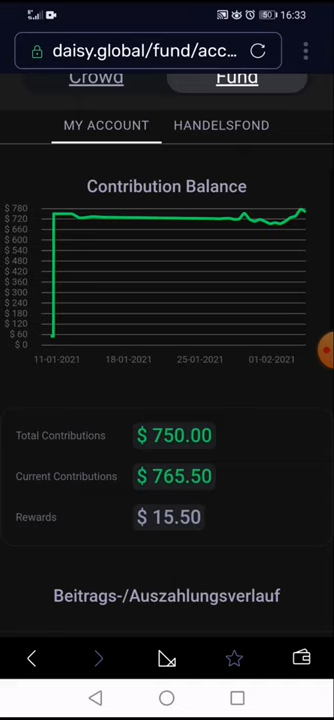 50 16:33
daisy.global/fund/acc...
Crowd Fund
MY ACCOUNT HANDELSFOND
Contribution Balance
$ 780
$ 720
$ 660
$ 600
$ 540
$ 480
$ 420
$ 360
$ 300
$ 240
$ 180
$ 120
$ 60
$ 0
11-01-2021 18-01-2021 25-01-2021 01-02-2021
Total Contributions $ 750.00
Current Contributions $ 765.50
Rewards $ 15.50
Beitrags-/Auszahlungsverlauf